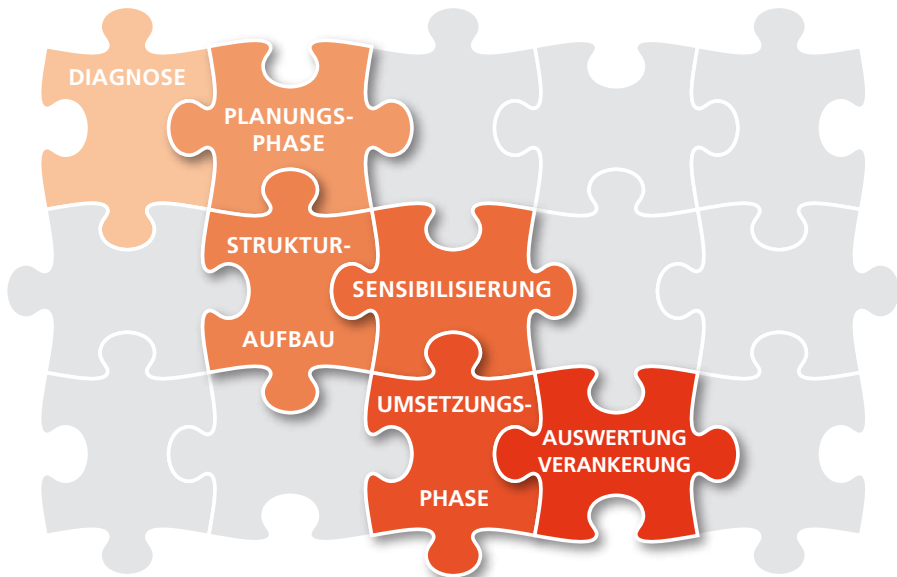 DIAGNOSE
PLANUNGS-
PHASE
STRUKTUR-
AUFBAU
SENSIBILISIERUNG
UMSETZUNGS-
PHASE
AUSWERTUNG
VERANKERUNG